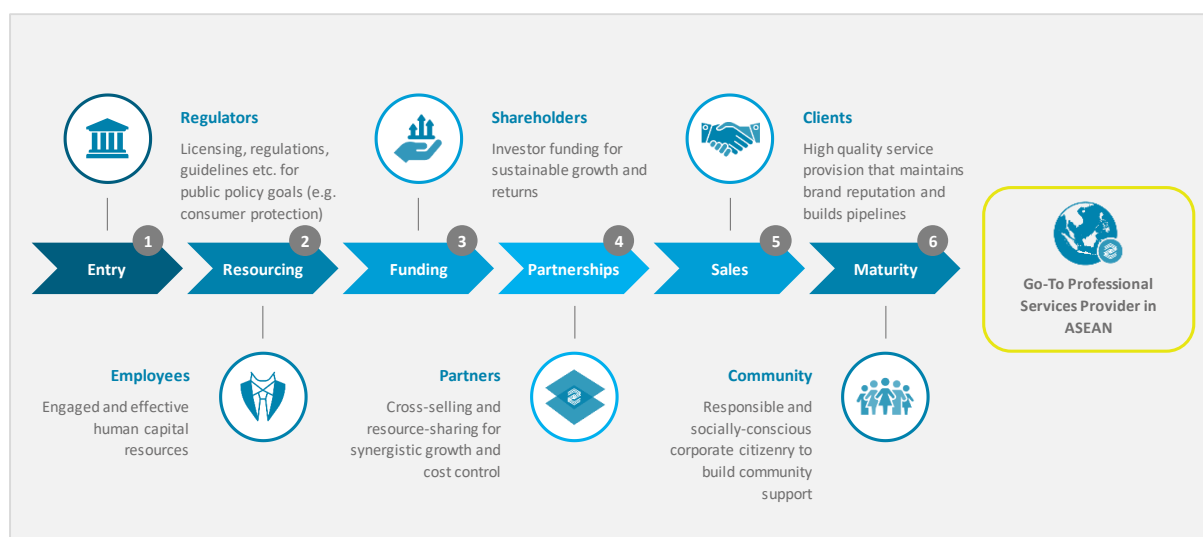 Regulators
Licensing, regulations,
guidelines etc. for
public policy goals (e.g.
consumer protection)
Shareholders
Investor funding for
sustainable growth and
returns
Clients
High quality service
provision that maintains
brand reputation and
builds pipelines
1
Entry
2
Resourcing
3
Funding
4
Partnerships
5
Sales
6
Maturity
Go-To Professional
Services Provider in
ASEAN
Employees
Engaged and effective
human capital
resources
Partners
Cross-selling and
resource-sharing for
synergistic growth and
cost control
Community
Responsible and
socially-conscious
corporate citizenry to
build community
support